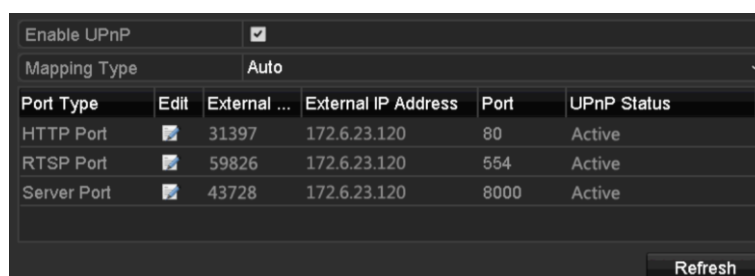 Enable UPnP
Mapping Type Auto
Port Type Edit External ... External IP Address Port UPnP Status
HTTP Port 31397 172.6.23.120 80 Active
RTSP Port 59826 172.6.23.120 554 Active
Server Port 43728 172.6.23.120 8000 Active
Refresh